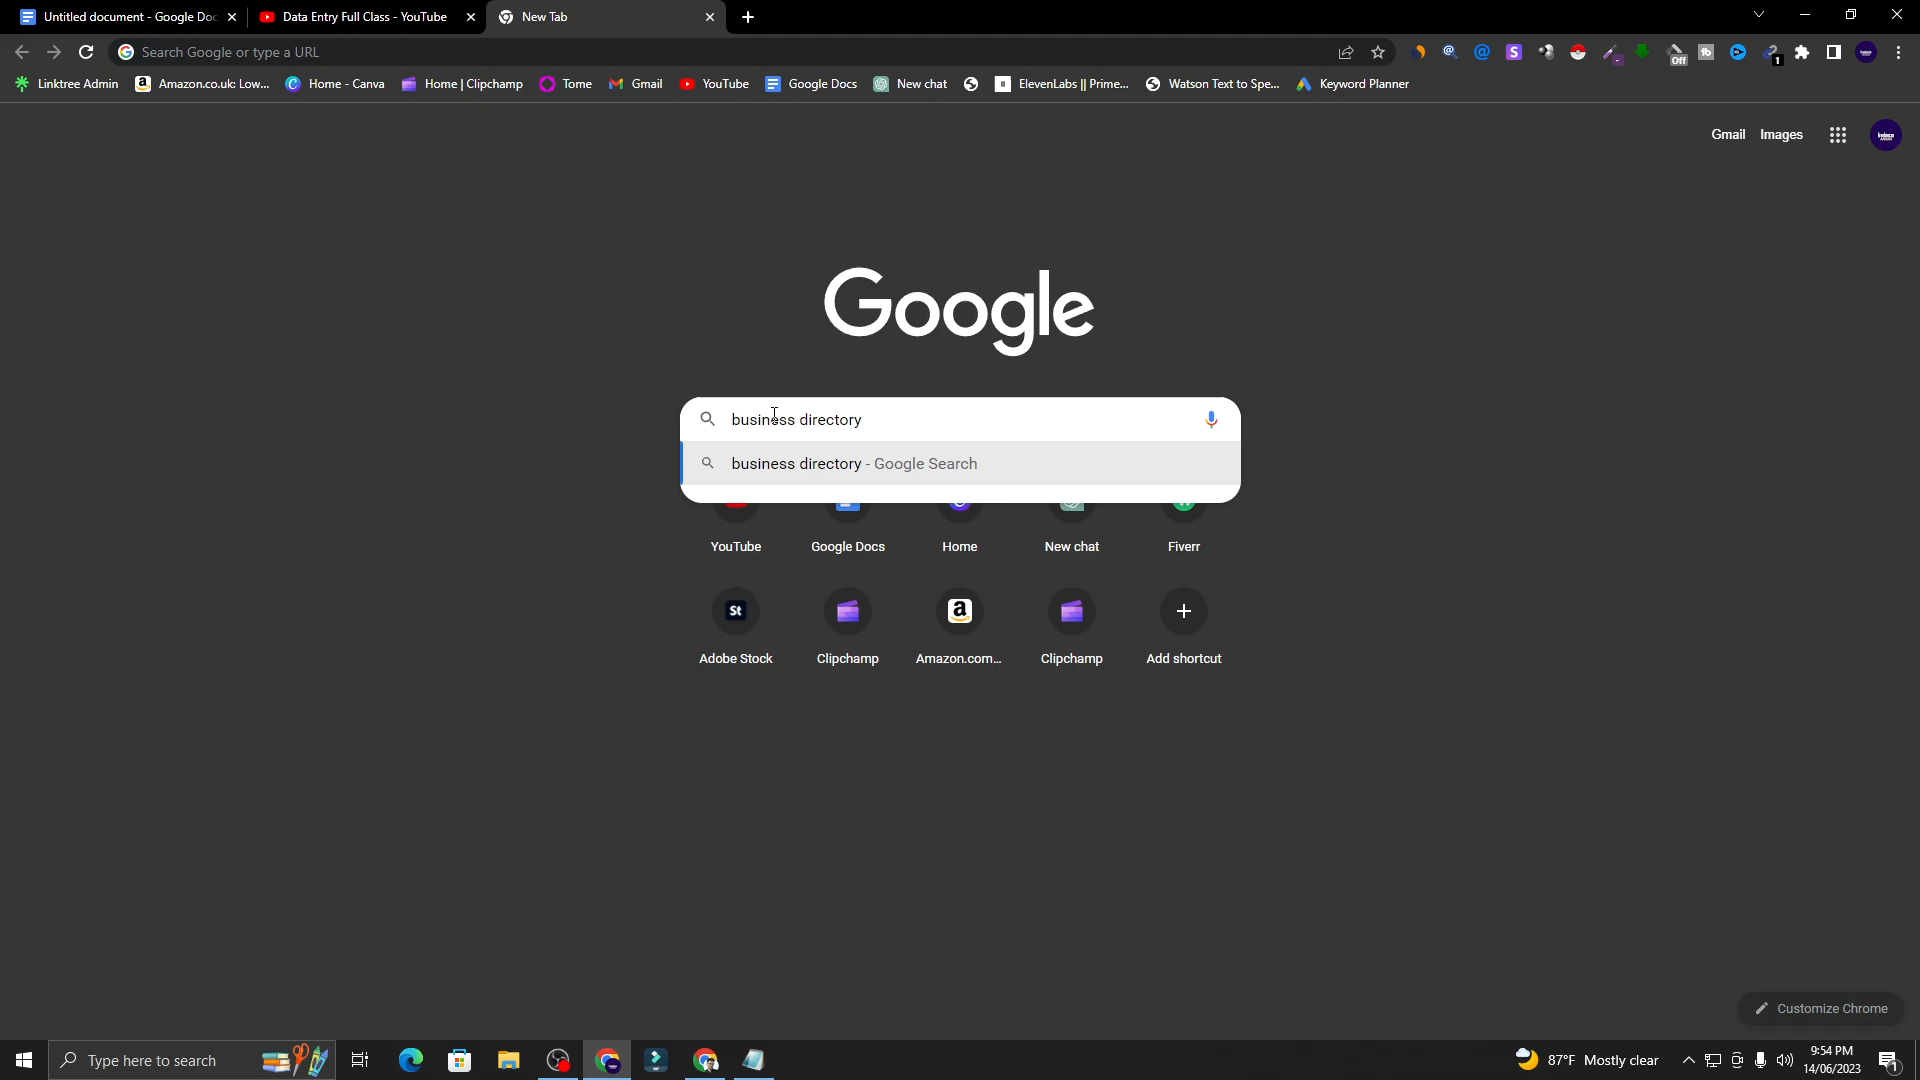 Untitled document - Google Doc
Data Entry Full Class - YouTube
New Tab
Search Google or type a URL
Off
1
Linktree Admin
Amazon.co.uk: Low...
Home - Canva
Home | Clipchamp
Tome
Gmail
YouTube
Google Docs
New chat
ElevenLabs || Prime...
Watson Text to Spe...
Keyword Planner
Gmail
Images
Google
business directory
business directory - Google Search
YouTube
Google Docs
Home
New chat
Fiverr
St
Adobe Stock
Clipchamp
Amazon.com...
Clipchamp
Add shortcut
Customize Chrome
Type here to search
87°F Mostly clear
9:54 PM
14/06/2023
1